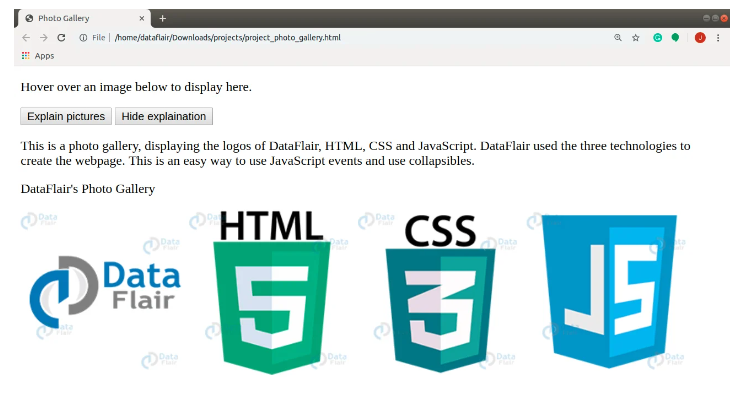 Photo Gallery
File | /home/dataflair/Downloads/projects/project_photo_gallery.html
J
Apps
Hover over an image below to display here.
Explain pictures Hide explaination
This is a photo gallery, displaying the logos of DataFlair, HTML, CSS and JavaScript. DataFlair used the three technologies to
create the webpage. This is an easy way to use JavaScript events and use collapsibles.
DataFlair's Photo Gallery
Data
Flair
HTML
5
CSS
3
JS